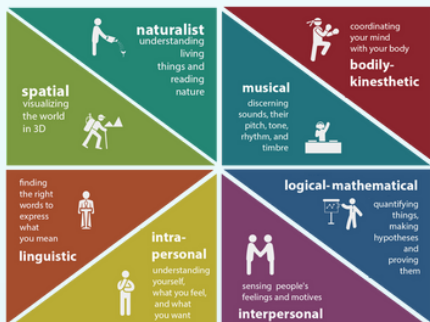 naturalist
understanding
living
things and
reading
nature
spatial
visualizing
the world
in 3D
coordinating
your mind
with your body
bodily-
kinesthetic
musical
discerning
sounds, their
pitch, tone,
rhythm, and
timbre
finding
the right
words to
express
what
you mean
linguistic
intra-
personal
understanding
yourself,
what you feel,
and what
you want
logical-mathematical
quantifying
things,
making
hypotheses
and
proving
them
sensing people's
feelings and motives
interpersonal